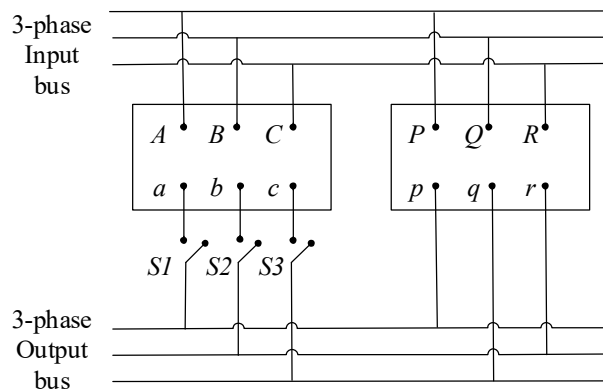 3-phase
Input
bus
A B C P Q R
a b c p q r
S1 S2 S3
3-phase
Output
bus